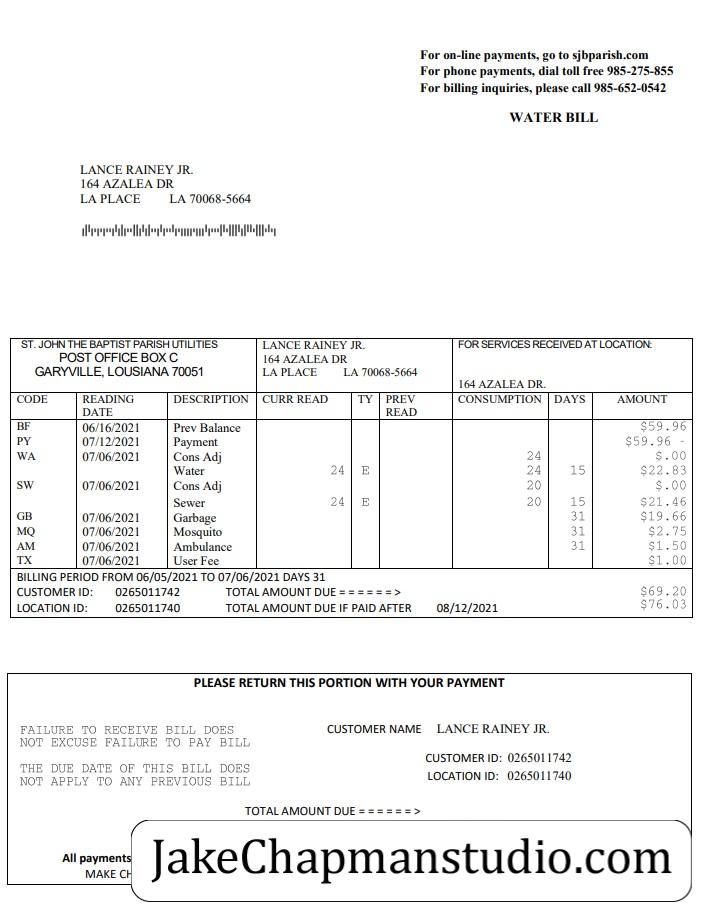 For on-line payments, go to sjbparish.com
For phone payments, dial toll free 985-275-855
For billing inquiries, please call 985-652-0542
WATER BILL
LANCE RAINEY JR.
164 AZALEA DR
LA PLACE LA 70068-5664
ST. JOHN THE BAPTIST PARISH UTILITIES
POST OFFICE BOX C
GARYVILLE, LOUSIANA 70051
LANCE RAINEY JR.
164 AZALEA DR
LA PLACE LA 70068-5664
FOR SERVICES RECEIVED AT LOCATION:
164 AZALEA DR.
CODE READING DATE DESCRIPTION CURR READ TY PREV READ CONSUMPTION DAYS AMOUNT
BF 06/16/2021 Prev Balance $59.96
PY 07/12/2021 Payment $59.96 -
WA 07/06/2021 Cons Adj 24 $.00
Water 24 E 24 15 $22.83
SW 07/06/2021 Cons Adj 20 $.00
Sewer 24 E 20 15 $21.46
GB 07/06/2021 Garbage 31 $19.66
MQ 07/06/2021 Mosquito 31 $2.75
AM 07/06/2021 Ambulance 31 $1.50
TX 07/06/2021 User Fee $1.00
BILLING PERIOD FROM 06/05/2021 TO 07/06/2021 DAYS 31
CUSTOMER ID: 0265011742 TOTAL AMOUNT DUE = = = = = = > $69.20
LOCATION ID: 0265011740 TOTAL AMOUNT DUE IF PAID AFTER 08/12/2021 $76.03
PLEASE RETURN THIS PORTION WITH YOUR PAYMENT
FAILURE TO RECEIVE BILL DOES
NOT EXCUSE FAILURE TO PAY BILL
THE DUE DATE OF THIS BILL DOES
NOT APPLY TO ANY PREVIOUS BILL
CUSTOMER NAME LANCE RAINEY JR.
CUSTOMER ID: 0265011742
LOCATION ID: 0265011740
TOTAL AMOUNT DUE = = = = = = >
All payments
MAKE
JakeChapmanstudio.com